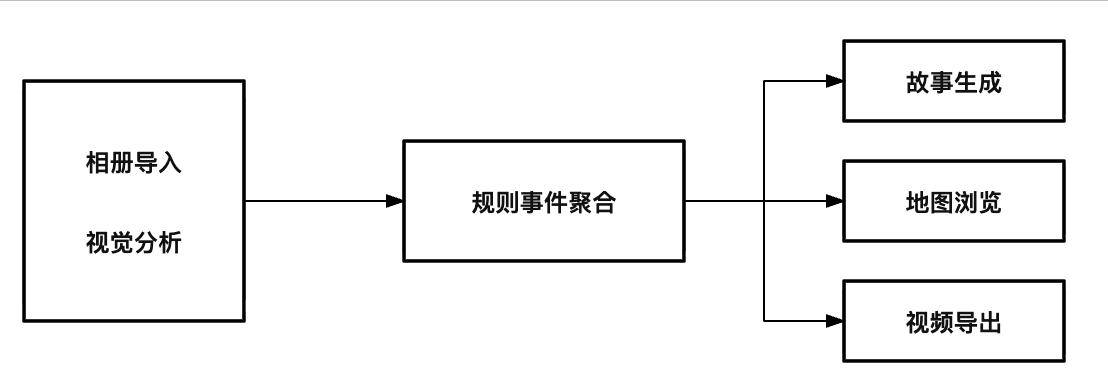 相册导入
视觉分析
规则事件聚合
故事生成
地图浏览
视频导出